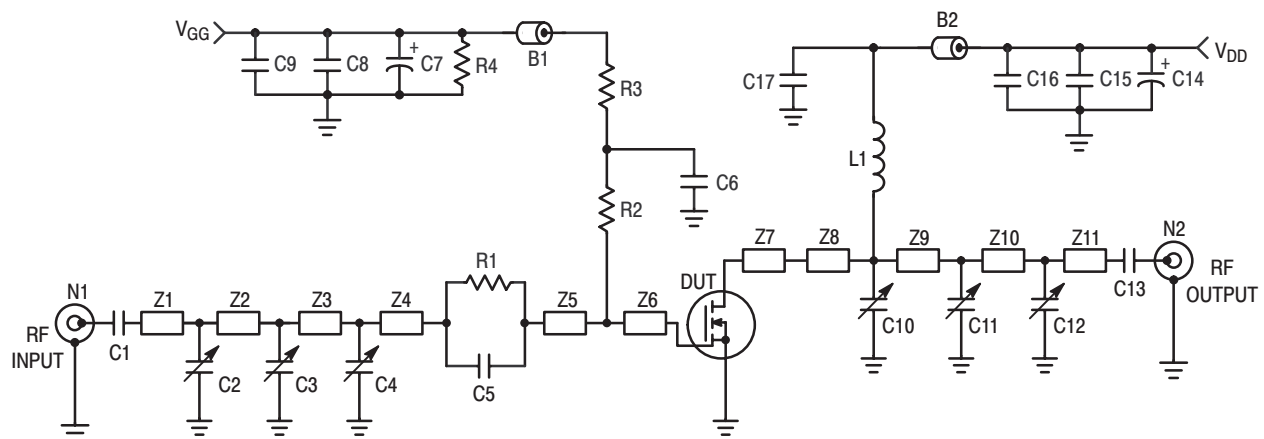 B2
V_GG
B1
V_DD
C9
C8
+
C7
R4
R3
C17
C16
C15
+
C14
L1
C6
R2
Z7
Z8
Z9
Z10
Z11
N2
R1
DUT
RF
OUTPUT
N1
Z1
Z2
Z3
Z4
Z5
Z6
C10
C11
C12
C13
RF
INPUT
C1
C2
C3
C4
C5